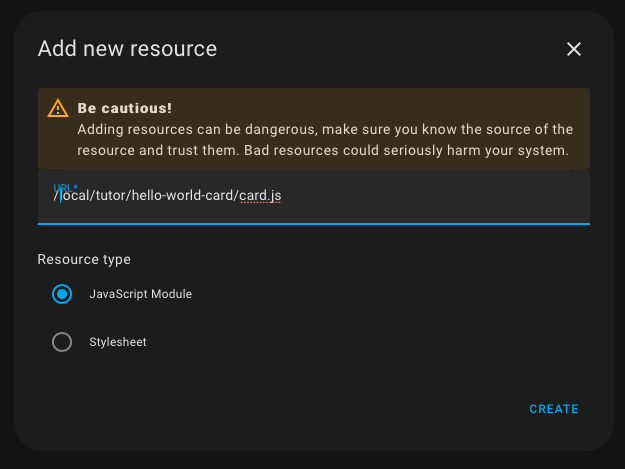 Add new resource
Be cautious!
Adding resources can be dangerous, make sure you know the source of the
resource and trust them. Bad resources could seriously harm your system.
URL*
/local/tutor/hello-world-card/card.js
Resource type
JavaScript Module
Stylesheet
CREATE